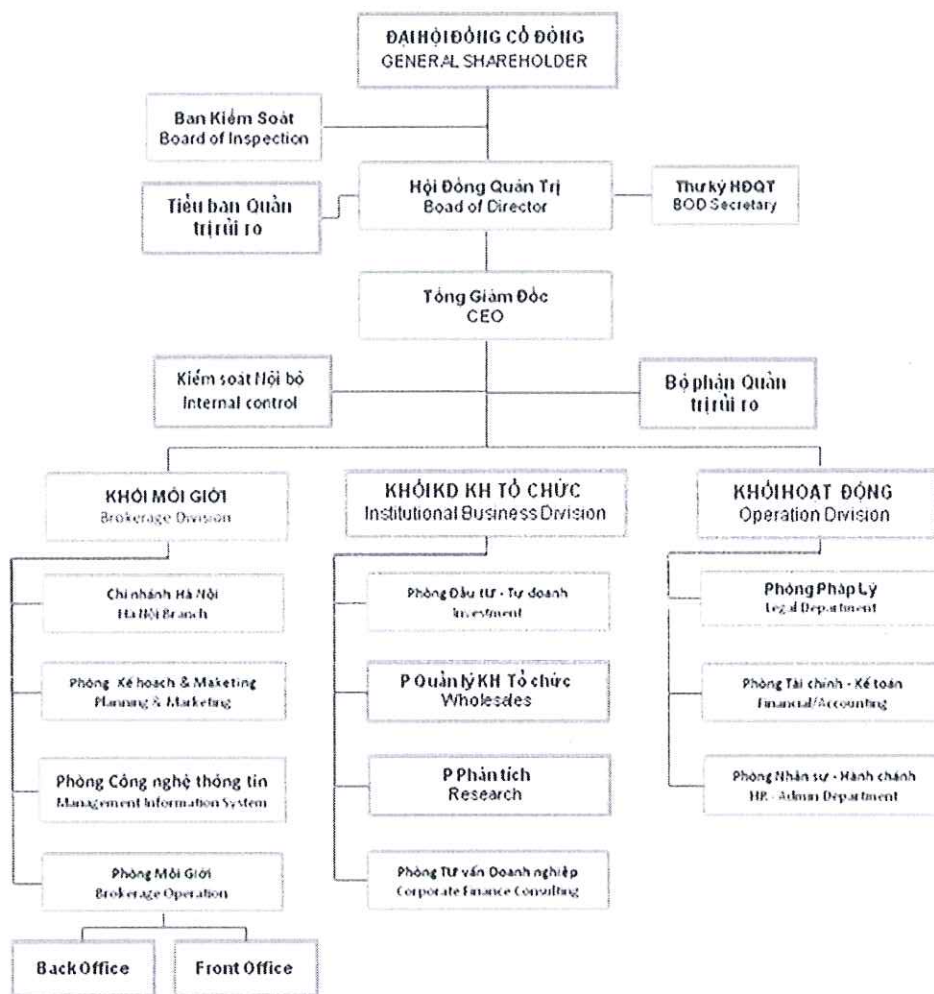 ĐẠI HỘI ĐỒNG CỔ ĐÔNG
GENERAL SHAREHOLDER
Ban Kiểm Soát
Board of Inspection
Hội Đồng Quản Trị
Boad of Director
Thư ký HĐQT
BOD Secretary
Tiểu ban Quản
trị rủi ro
Tổng Giám Đốc
CEO
Kiểm soát Nội bộ
Internal control
Bộ phận Quản
trị rủi ro
KHỐI MÔI GIỚI
Brokerage Division
KHỐI KD KH TỔ CHỨC
Institutional Business Division
KHỐI HOẠT ĐỘNG
Operation Division
Chi nhánh Hà Nội
Hà Nội Branch
Phòng Kế hoạch & Maketing
Planning & Marketing
Phòng Công nghệ thông tin
Management Information System
Phòng Môi Giới
Brokerage Operation
Back Office
Front Office
Phòng Đầu tư - Tự doanh
Investment
P Quản lý KH Tổ chức
Wholesales
P Phân tích
Research
Phòng Tư vấn Doanh nghiệp
Corporate Finance Consulting
Phòng Pháp Lý
Legal Department
Phòng Tài chính - Kế toán
Financial/Accounting
Phòng Nhân sự - Hành chánh
HR - Admin Department